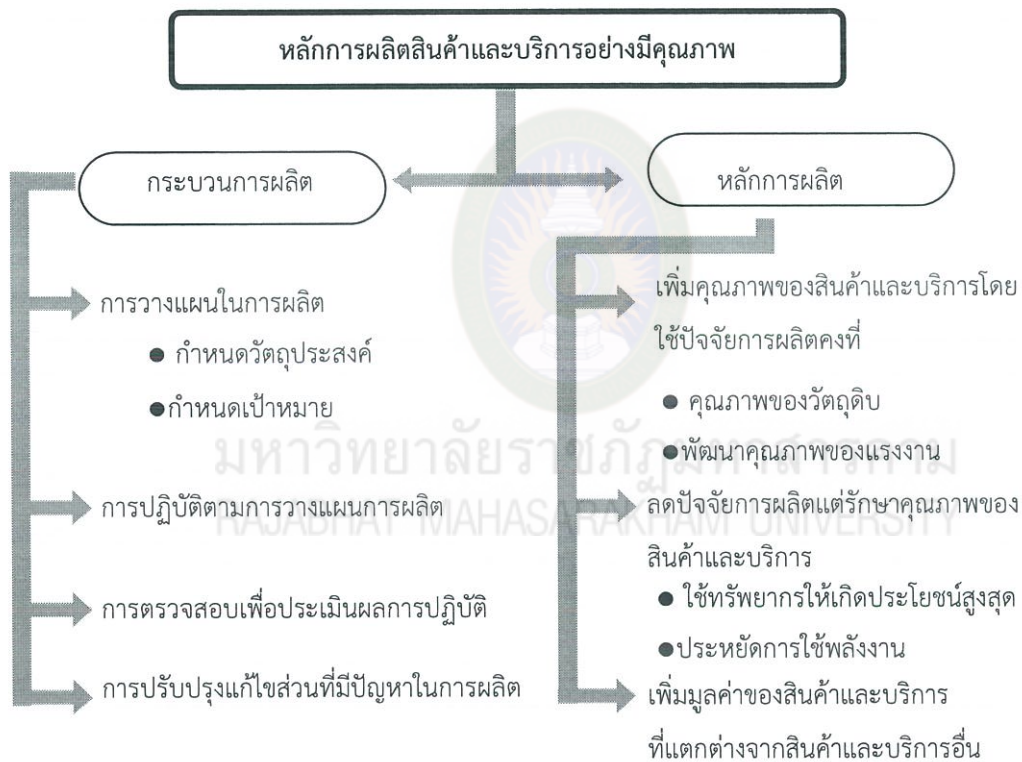 หลักการผลิตสินค้าและบริการอย่างมีคุณภาพ
กระบวนการผลิต
การวางแผนในการผลิต
● กำหนดวัตถุประสงค์
●กำหนดเป้าหมาย
การปฏิบัติตามการวางแผนการผลิต
การตรวจสอบเพื่อประเมินผลการปฏิบัติ
การปรับปรุงแก้ไขส่วนที่มีปัญหาในการผลิต
หลักการผลิต
เพิ่มคุณภาพของสินค้าและบริการโดย
ใช้ปัจจัยการผลิตคงที่
● คุณภาพของวัตถุดิบ
●พัฒนาคุณภาพของแรงงาน
ลดปัจจัยการผลิตแต่รักษาคุณภาพของ
สินค้าและบริการ
● ใช้ทรัพยากรให้เกิดประโยชน์สูงสุด
●ประหยัดการใช้พลังงาน
เพิ่มมูลค่าของสินค้าและบริการ
ที่แตกต่างจากสินค้าและบริการอื่น
มหาวิทยาลัยราชภัฏมหาสารคาม
RAJABHAT MAHASARAKHAM UNIVERSITY